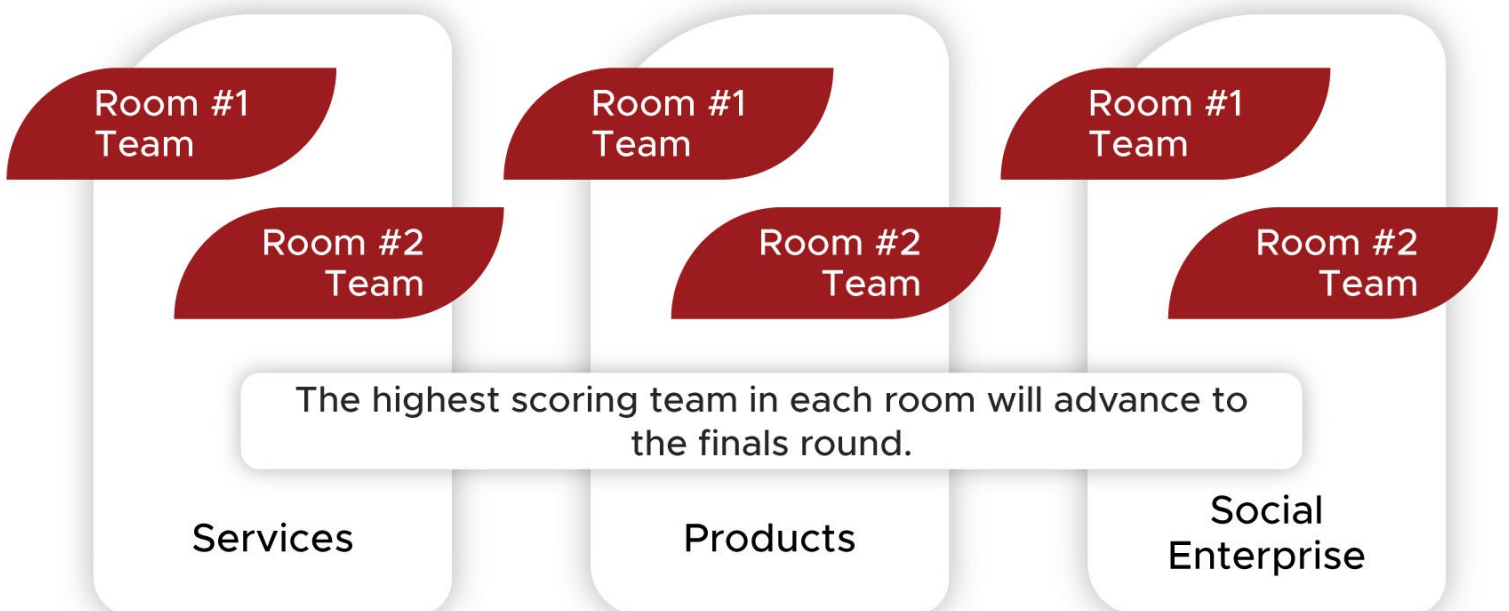 Room #1
Team
Room #2
Team
Room #1
Team
Room #2
Team
Room #1
Team
Room #2
Team
The highest scoring team in each room will advance to
the finals round.
Services
Products
Social
Enterprise